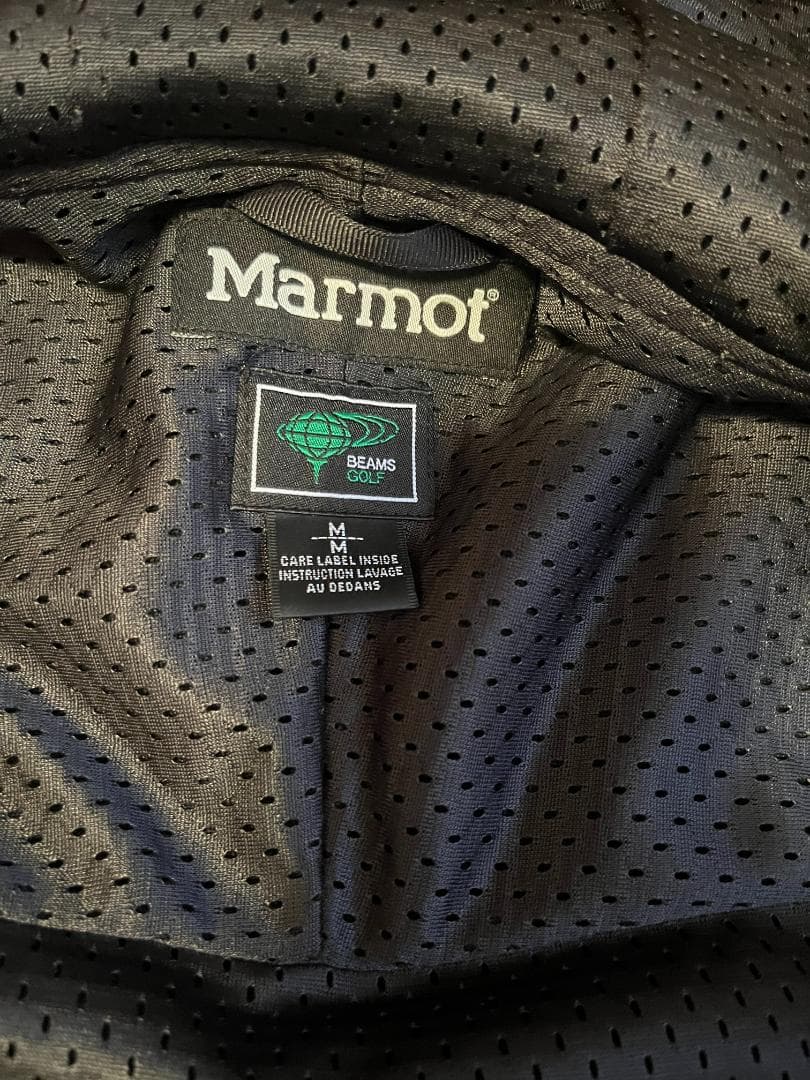 Marmot®
BEAMS
GOLF
M
M
CARE LABEL INSIDE
INSTRUCTION LAVAGE
AU DEDANS